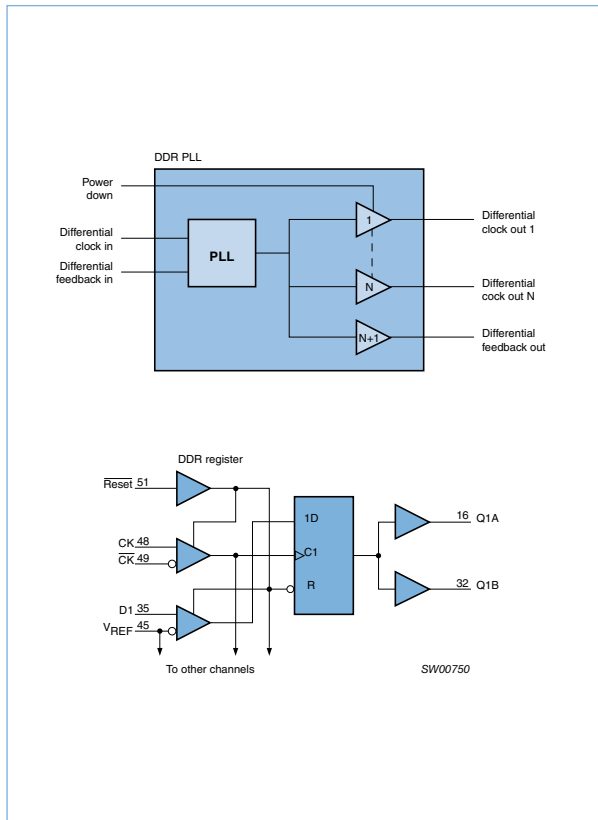 DDR PLL
Power
down
Differential
clock in
Differential
feedback in
PLL
1
N
N+1
Differential
clock out 1
Differential
cock out N
Differential
feedback out
DDR register
Reset 51
CK 48
CK 49
D1 35
VREF 45
1D
C1
R
16 Q1A
32 Q1B
To other channels
SW00750